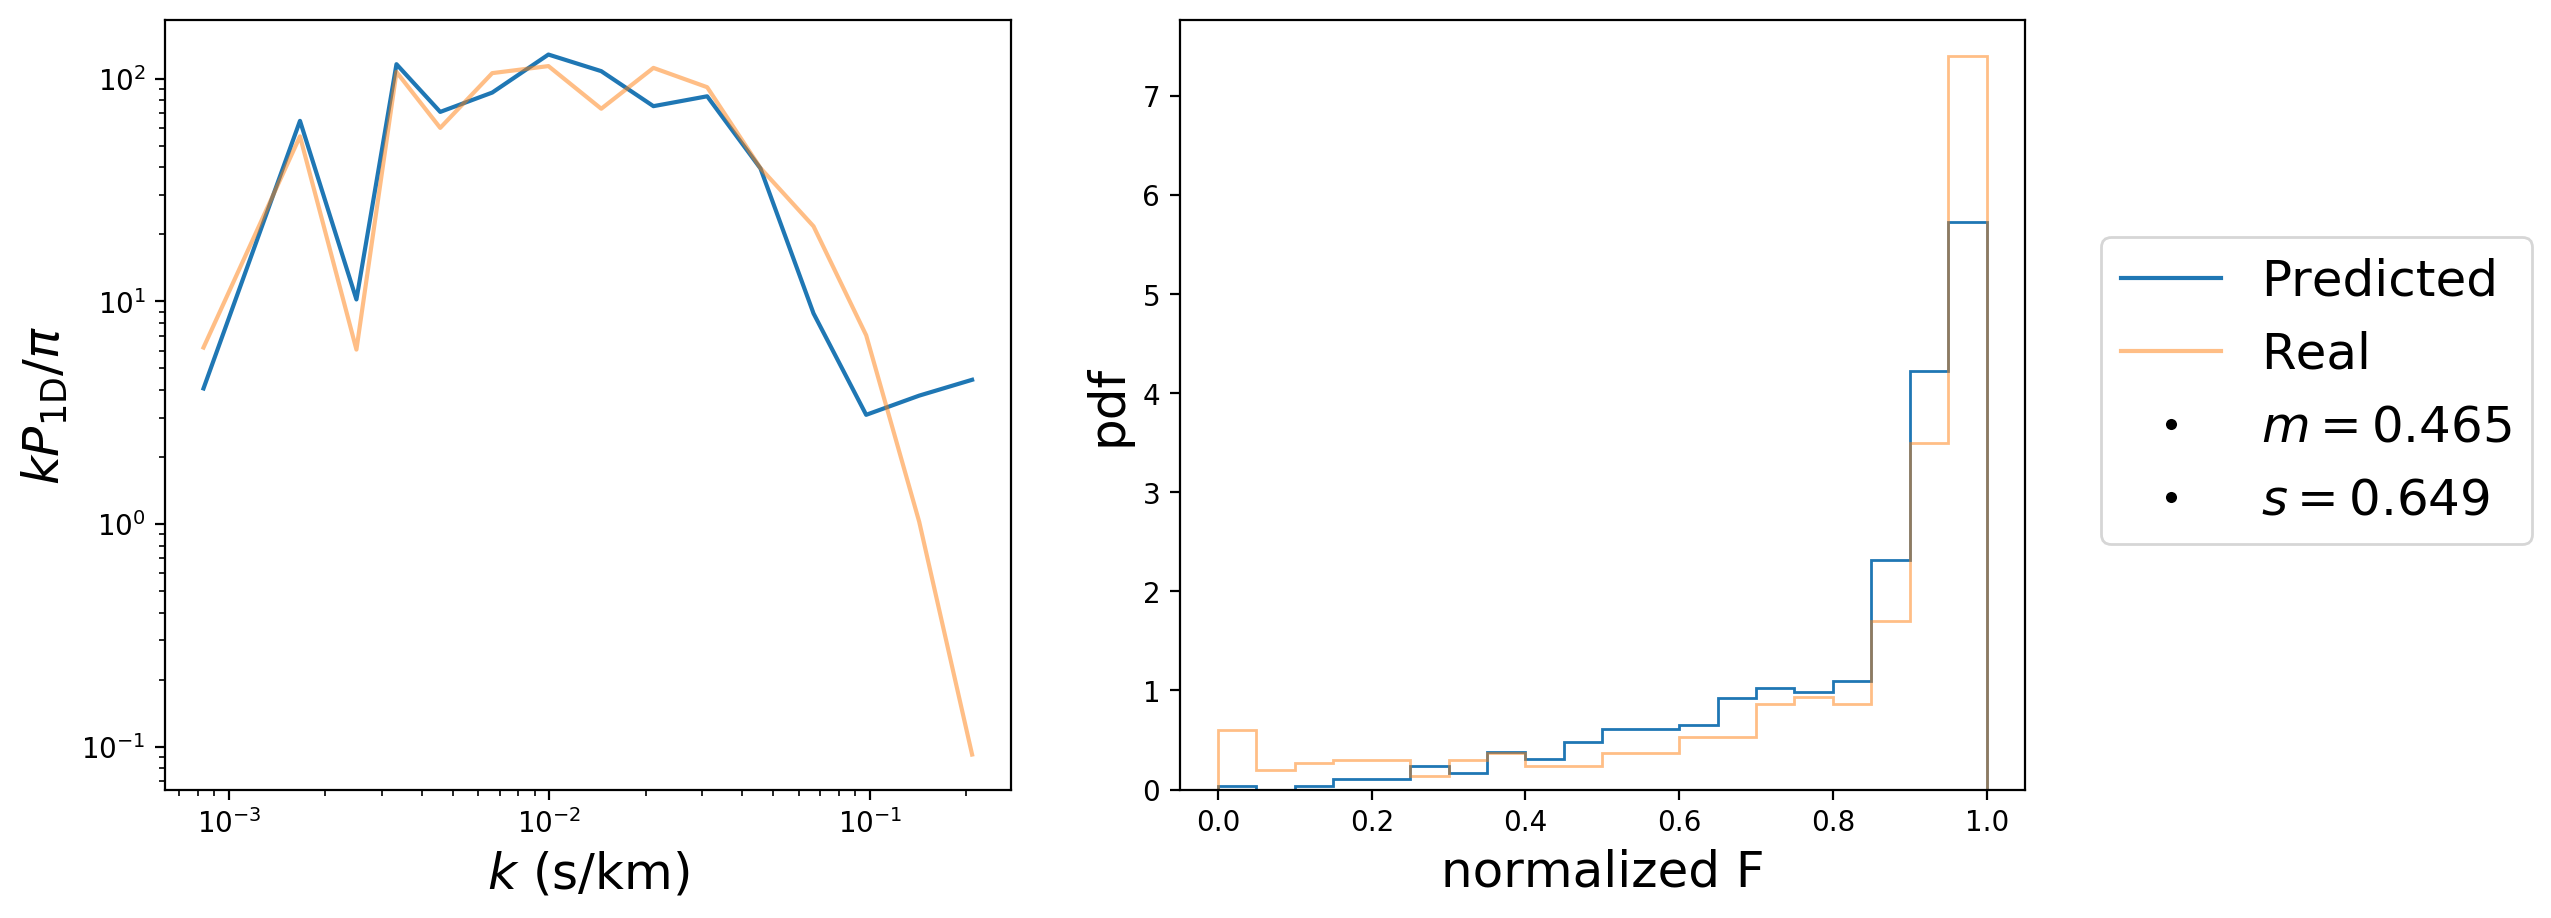 10²
10¹
10⁰
10⁻¹
kP₁D/π
10⁻³
10⁻²
10⁻¹
k (s/km)
7
6
5
4
3
2
1
0
pdf
0.0
0.2
0.4
0.6
0.8
1.0
normalized F
Predicted
Real
m = 0.465
s = 0.649